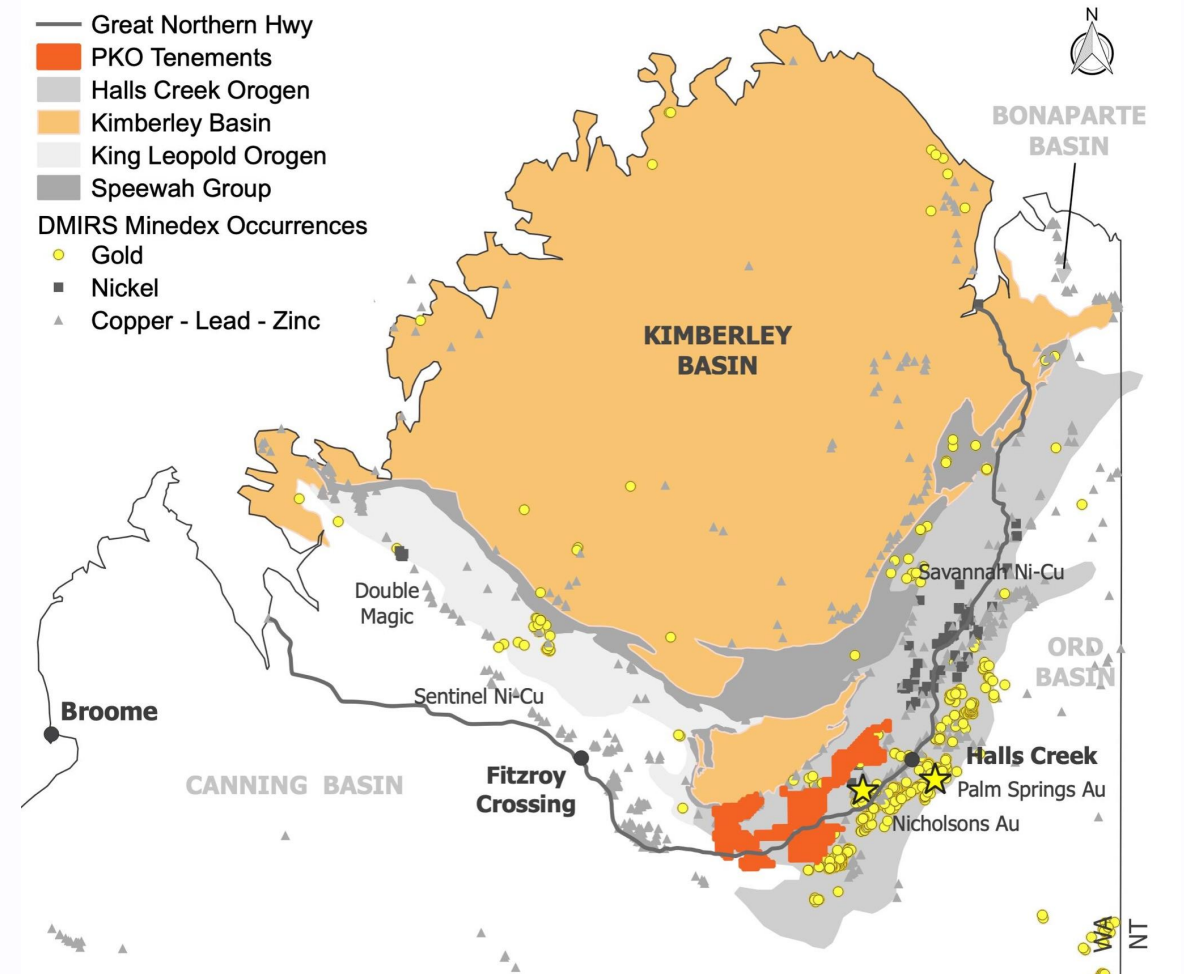 Great Northern Hwy
PKO Tenements
Halls Creek Orogen
Kimberley Basin
King Leopold Orogen
Speewah Group
DMIRS Minedex Occurrences
Gold
Nickel
Copper - Lead - Zinc
N
BONAPARTE
BASIN
KIMBERLEY
BASIN
Savannah Ni-Cu
Double
Magic
ORD
BASIN
Sentinel Ni-Cu
Broome
Halls Creek
Fitzroy
Crossing
CANNING BASIN
Palm Springs Au
Nicholsons Au
WA
NT